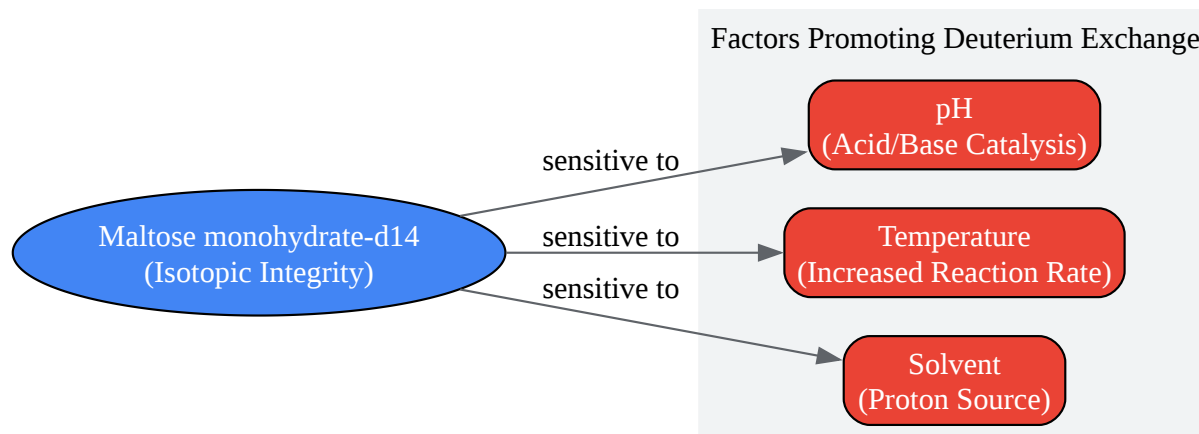 Factors Promoting Deuterium Exchange
pH
(Acid/Base Catalysis)
sensitive to
Maltose monohydrate-d14
(Isotopic Integrity)
sensitive to
Temperature
(Increased Reaction Rate)
sensitive to
Solvent
(Proton Source)